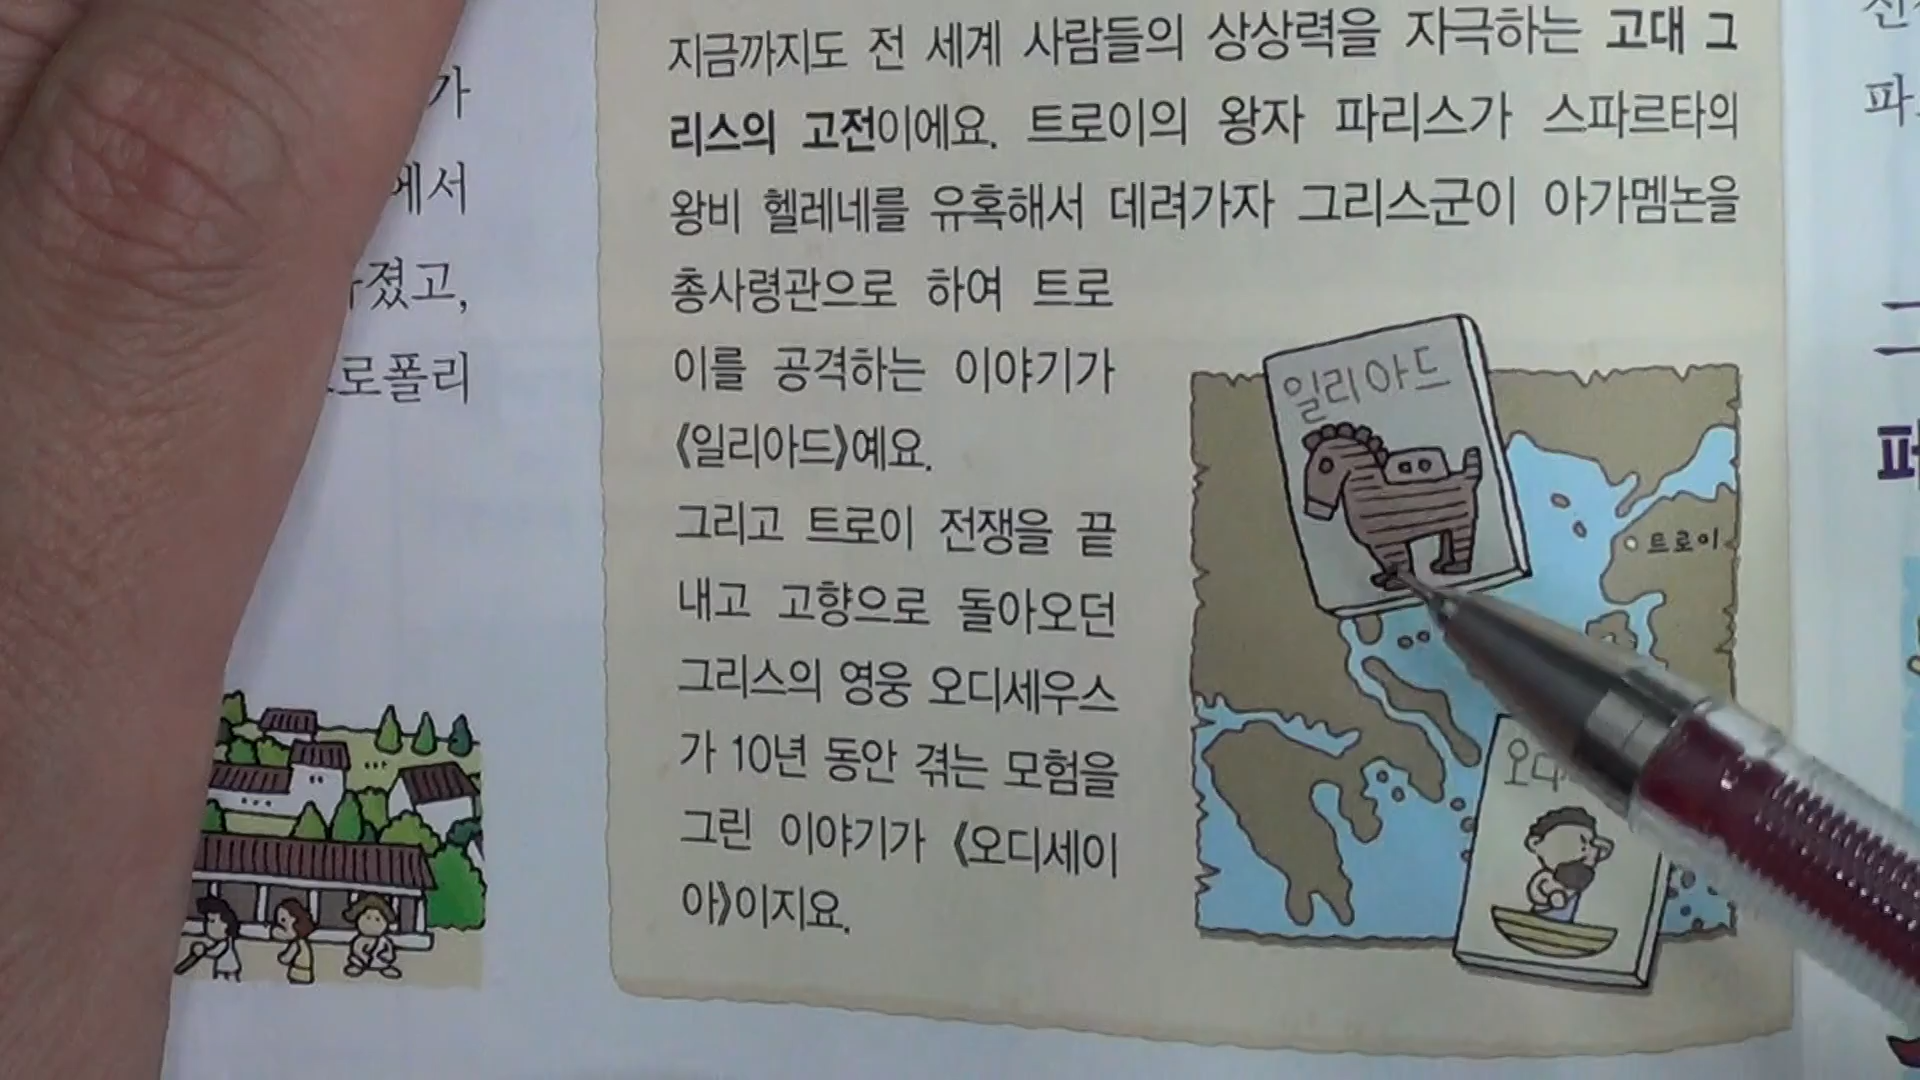 가
에서
졌고,
로폴리
지금까지도 전 세계 사람들의 상상력을 자극하는 고대 그
리스의 고전이에요. 트로이의 왕자 파리스가 스파르타의
왕비 헬레네를 유혹해서 데려가자 그리스군이 아가멤논을
총사령관으로 하여 트로
이를 공격하는 이야기가
《일리아드》예요.
그리고 트로이 전쟁을 끝
내고 고향으로 돌아오던
그리스의 영웅 오디세우스
가 10년 동안 겪는 모험을
그린 이야기가 《오디세이
아》이지요.
일리아드
트로이